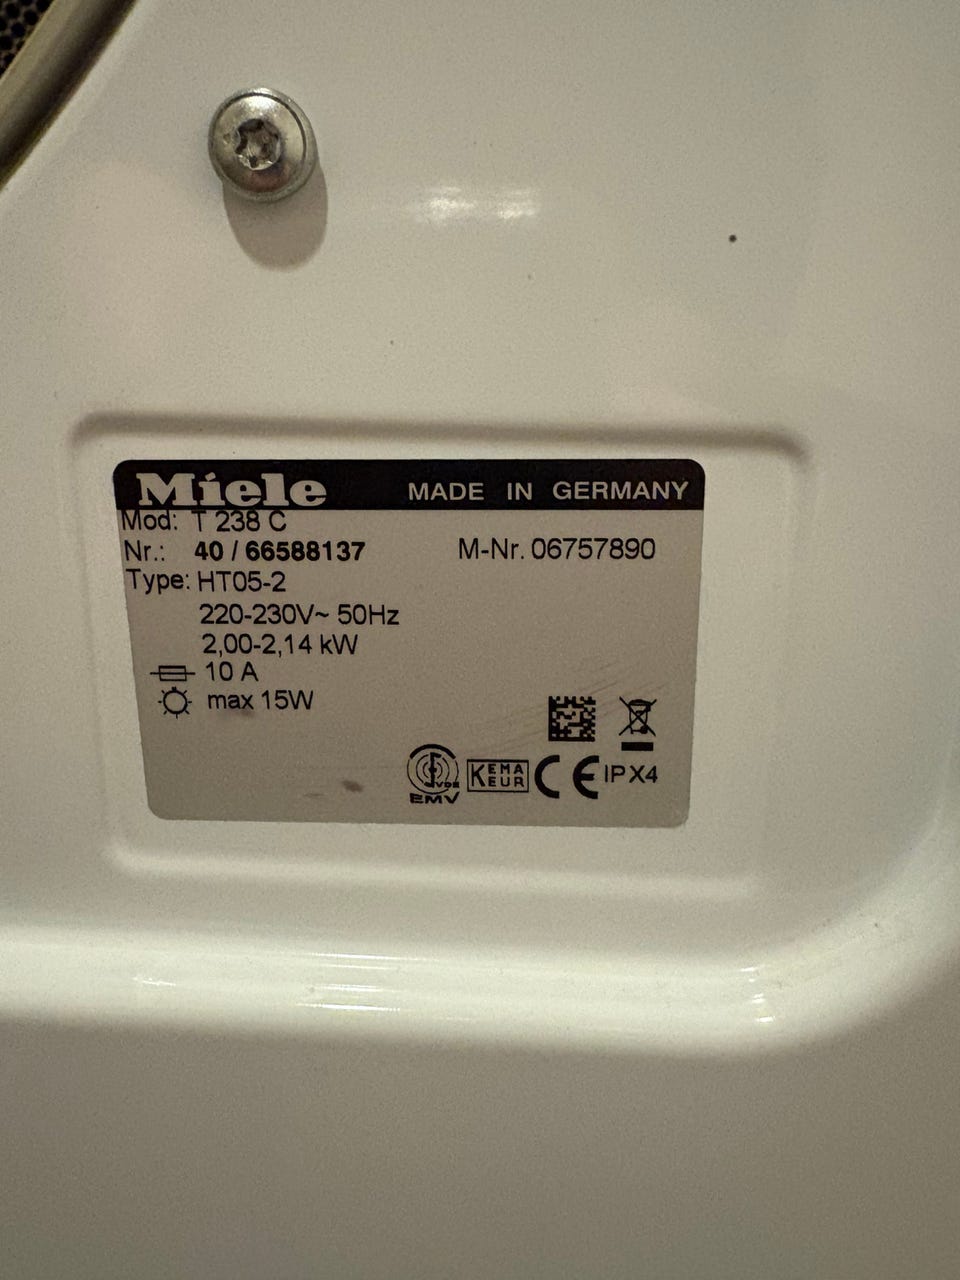 Miele MADE IN GERMANY
Mod: T 238 C
Nr.: 40 / 66588137 M-Nr. 06757890
Type: HT05-2
220-230V~ 50Hz
2,00-2,14 kW
10 A
max 15W
VDE
EMV
KEMA
KEUR
CE
IPX4